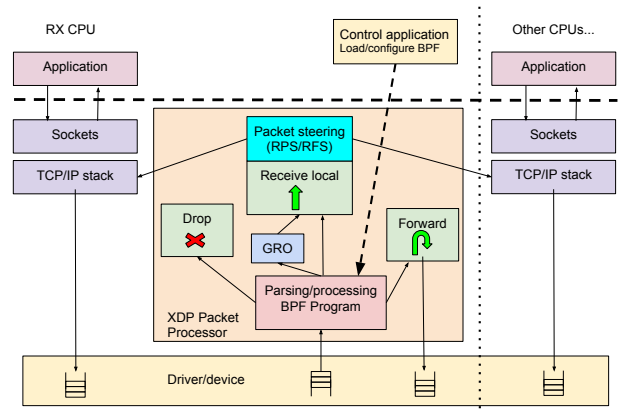 RX CPU
Control application
Load/configure BPF
Other CPUs...
Application
Application
Sockets
Packet steering
(RPS/RFS)
Sockets
TCP/IP stack
Receive local
TCP/IP stack
Drop
Forward
GRO
Parsing/processing
BPF Program
XDP Packet
Processor
Driver/device